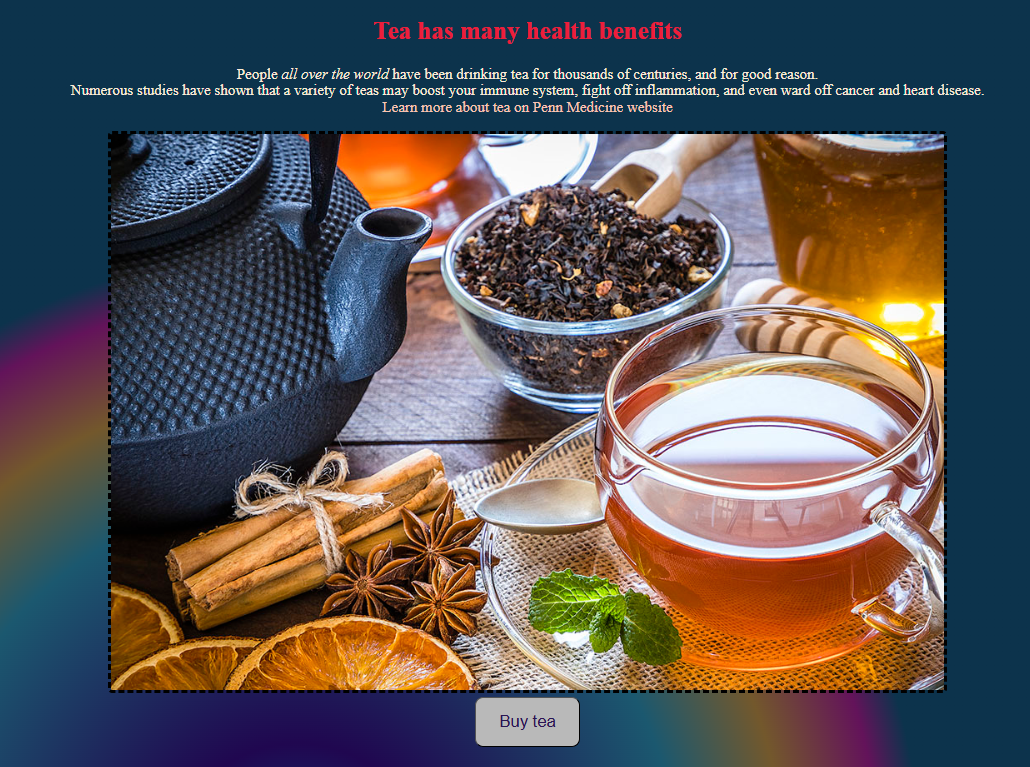 Tea has many health benefits
People all over the world have been drinking tea for thousands of centuries, and for good reason.
Numerous studies have shown that a variety of teas may boost your immune system, fight off inflammation, and even ward off cancer and heart disease.
Learn more about tea on Penn Medicine website
Buy tea